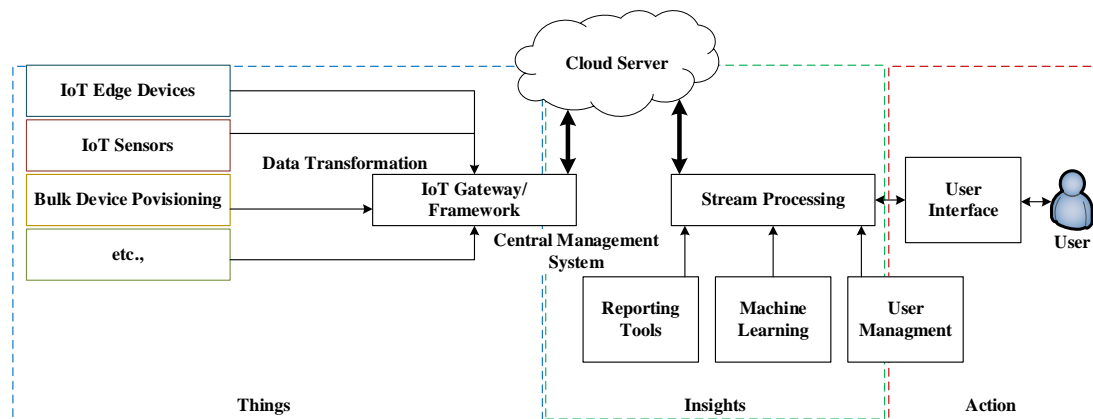 Cloud Server
IoT Edge Devices
IoT Sensors
Data Transformation
Bulk Device Povisioning
IoT Gateway/
Framework
etc.,
Central Management
System
Stream Processing
User
Interface
User
Reporting
Tools
Machine
Learning
User
Managment
Things
Insights
Action